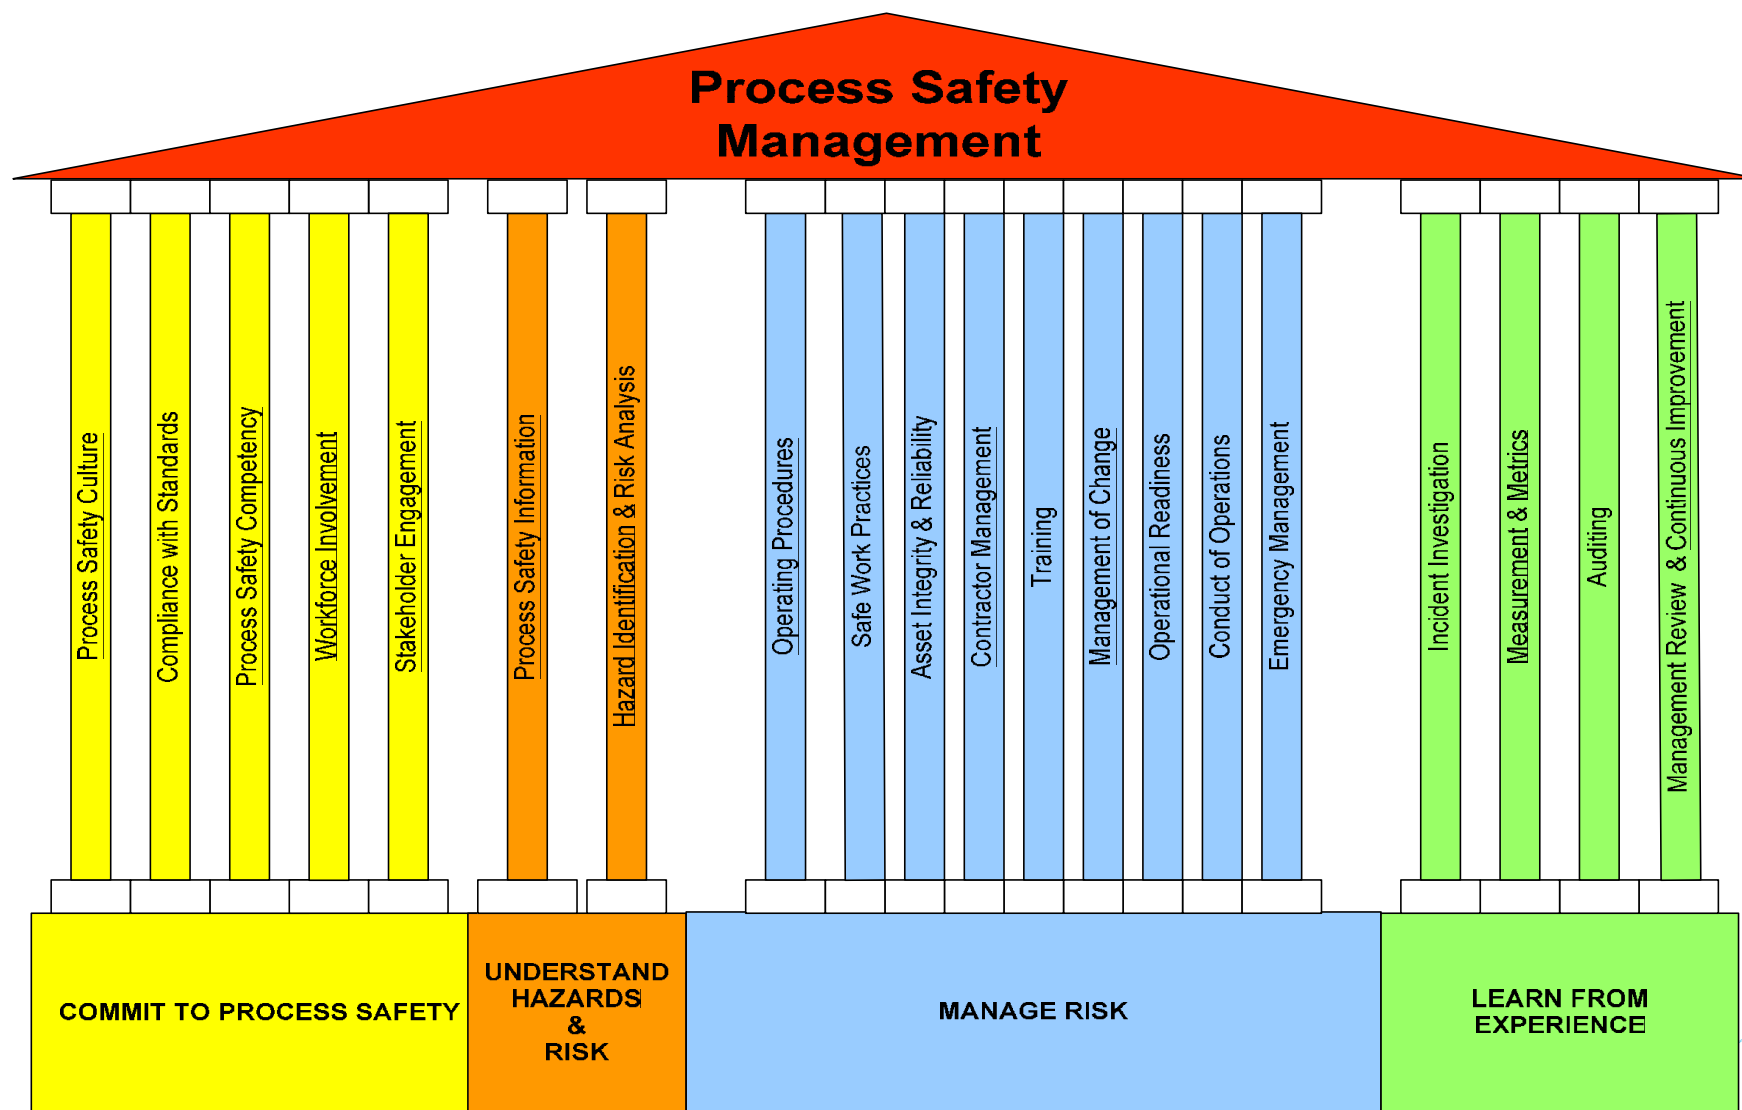 Process Safety
Management
Process Safety Culture
Compliance with Standards
Process Safety Competency
Workforce Involvement
Stakeholder Engagement
Process Safety Information
Hazard Identification & Risk Analysis
Operating Procedures
Safe Work Practices
Asset Integrity & Reliability
Contractor Management
Training
Management of Change
Operational Readiness
Conduct of Operations
Emergency Management
Incident Investigation
Measurement & Metrics
Auditing
Management Review & Continuous Improvement
COMMIT TO PROCESS SAFETY
UNDERSTAND
HAZARDS
&
RISK
MANAGE RISK
LEARN FROM
EXPERIENCE